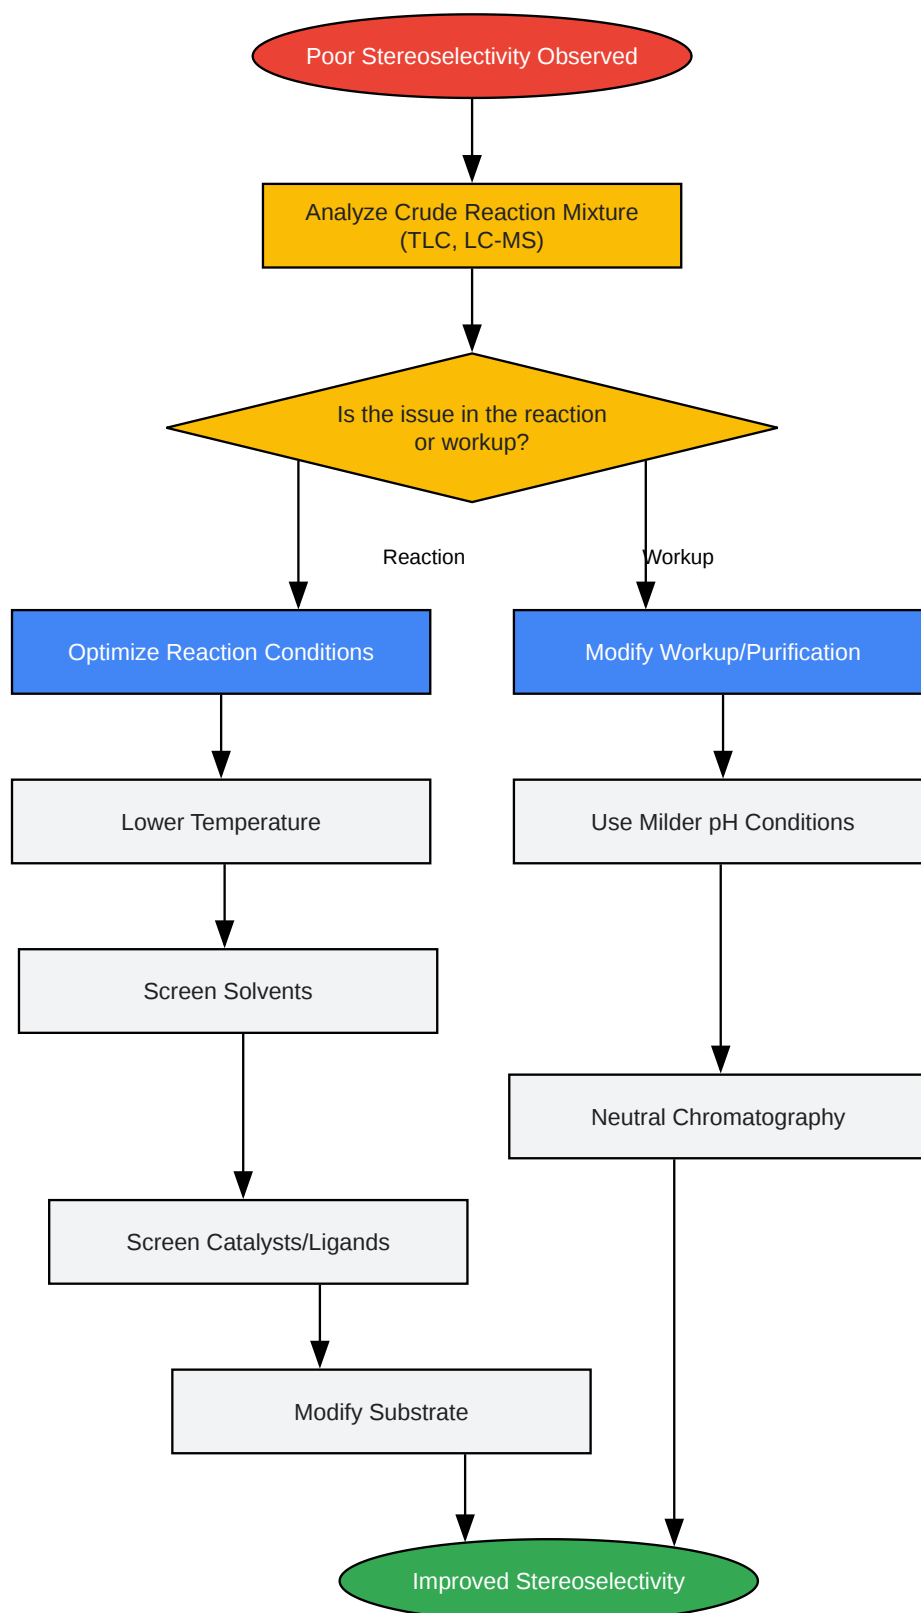 Poor Stereoselectivity Observed
Analyze Crude Reaction Mixture
(TLC, LC-MS)
Is the issue in the reaction
or workup?
Reaction
Workup
Optimize Reaction Conditions
Modify Workup/Purification
Lower Temperature
Use Milder pH Conditions
Screen Solvents
Neutral Chromatography
Screen Catalysts/Ligands
Modify Substrate
Improved Stereoselectivity